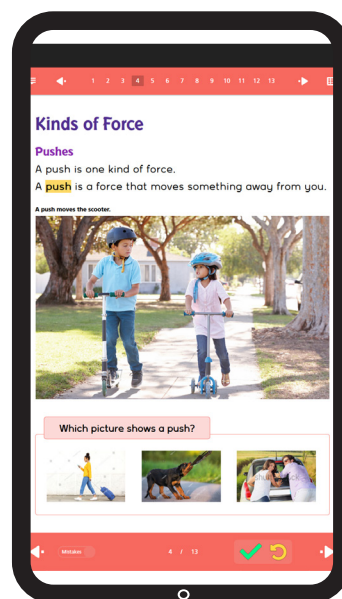 1 2 3 4 5 6 7 8 9 10 11 12 13
Kinds of Force
Pushes
A push is one kind of force.
A push is a force that moves something away from you.
A push moves the scooter.
Which picture shows a push?
Mistakes
4 / 13